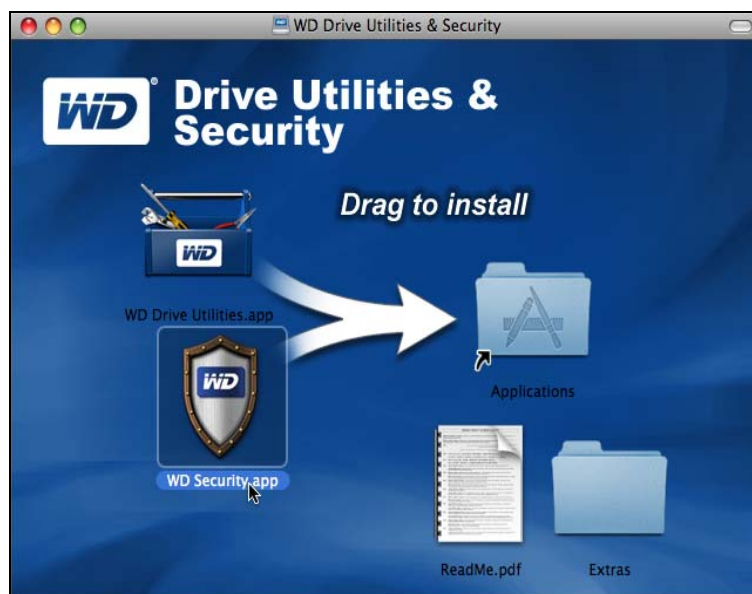 WD Drive Utilities & Security
WD
Drive Utilities &
Security
Drag to install
WD
WD Drive Utilities.app
WD
WD Security.app
Applications
ReadMe.pdf
Extras